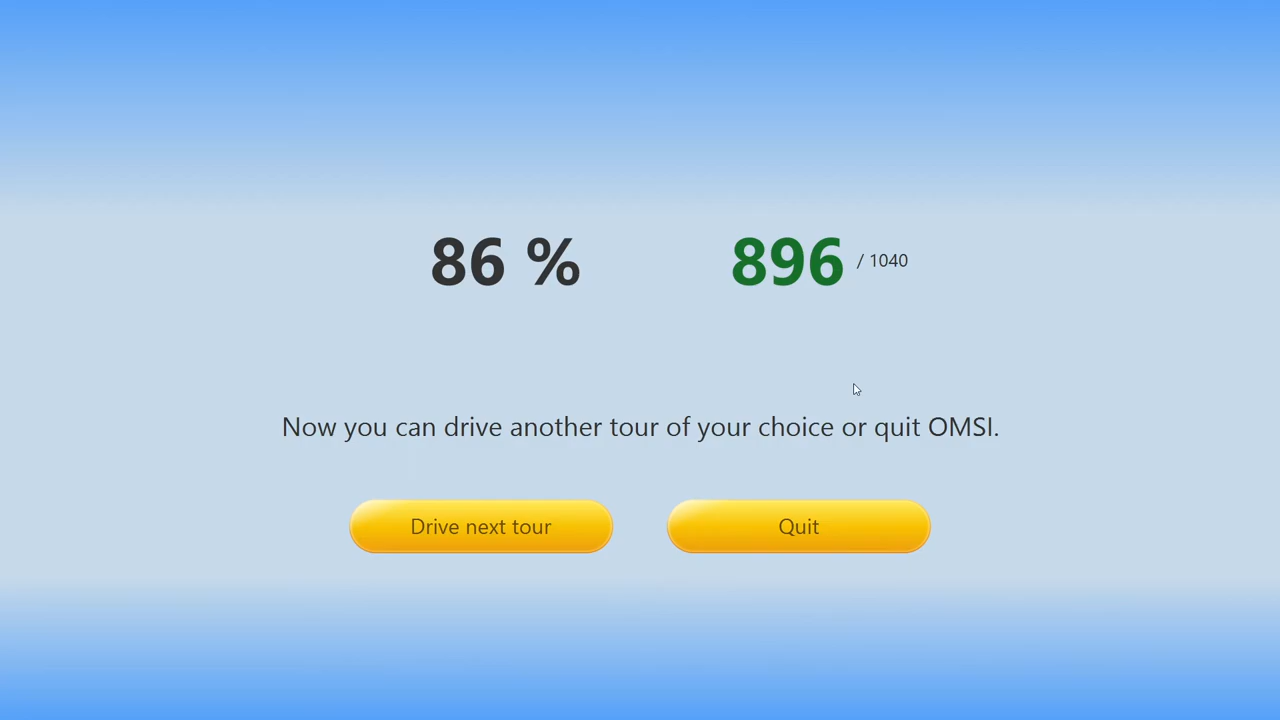 86 % 896 / 1040
Now you can drive another tour of your choice or quit OMSI.
Drive next tour Quit